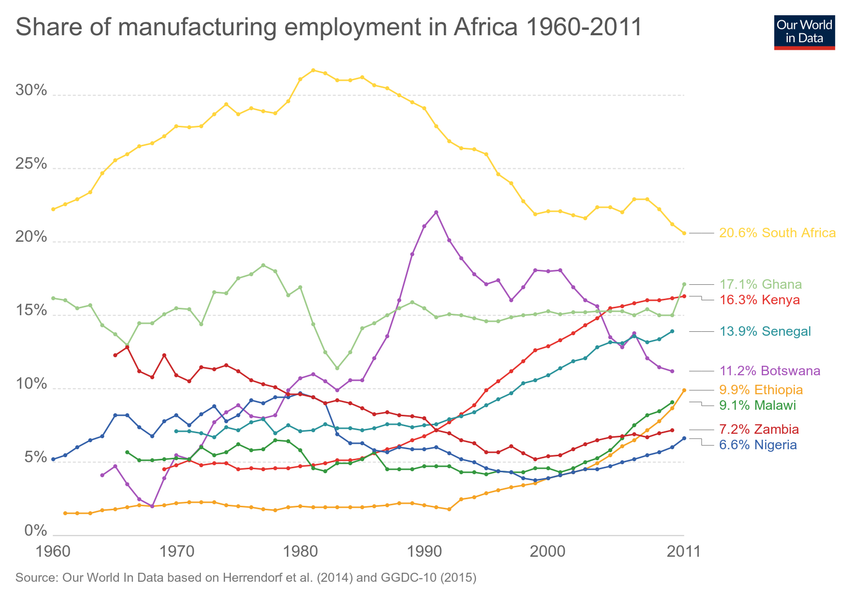 Share of manufacturing employment in Africa 1960-2011
Our World
in Data
30%
25%
20%
15%
10%
5%
0%
20.6% South Africa
17.1% Ghana
16.3% Kenya
13.9% Senegal
11.2% Botswana
9.9% Ethiopia
9.1% Malawi
7.2% Zambia
6.6% Nigeria
1960 1970 1980 1990 2000 2011
Source: Our World In Data based on Herrendorf et al. (2014) and GGDC-10 (2015)